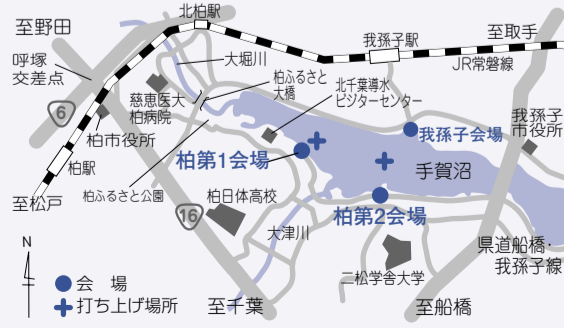 北柏駅
至野田
至取手
我孫子駅
大堀川
JR常磐線
呼塚
交差点
柏ふるさと
大橋
北千葉導水
ビジターセンター
慈恵医大
柏病院
6
我孫子
市役所
我孫子会場
柏市役所
柏第1会場
手賀沼
柏駅
柏ふるさと公園
柏日体高校
至松戸
16
柏第2会場
大津川
県道船橋・
我孫子線
N
二松学舎大学
会場
打ち上げ場所
至千葉
至船橋